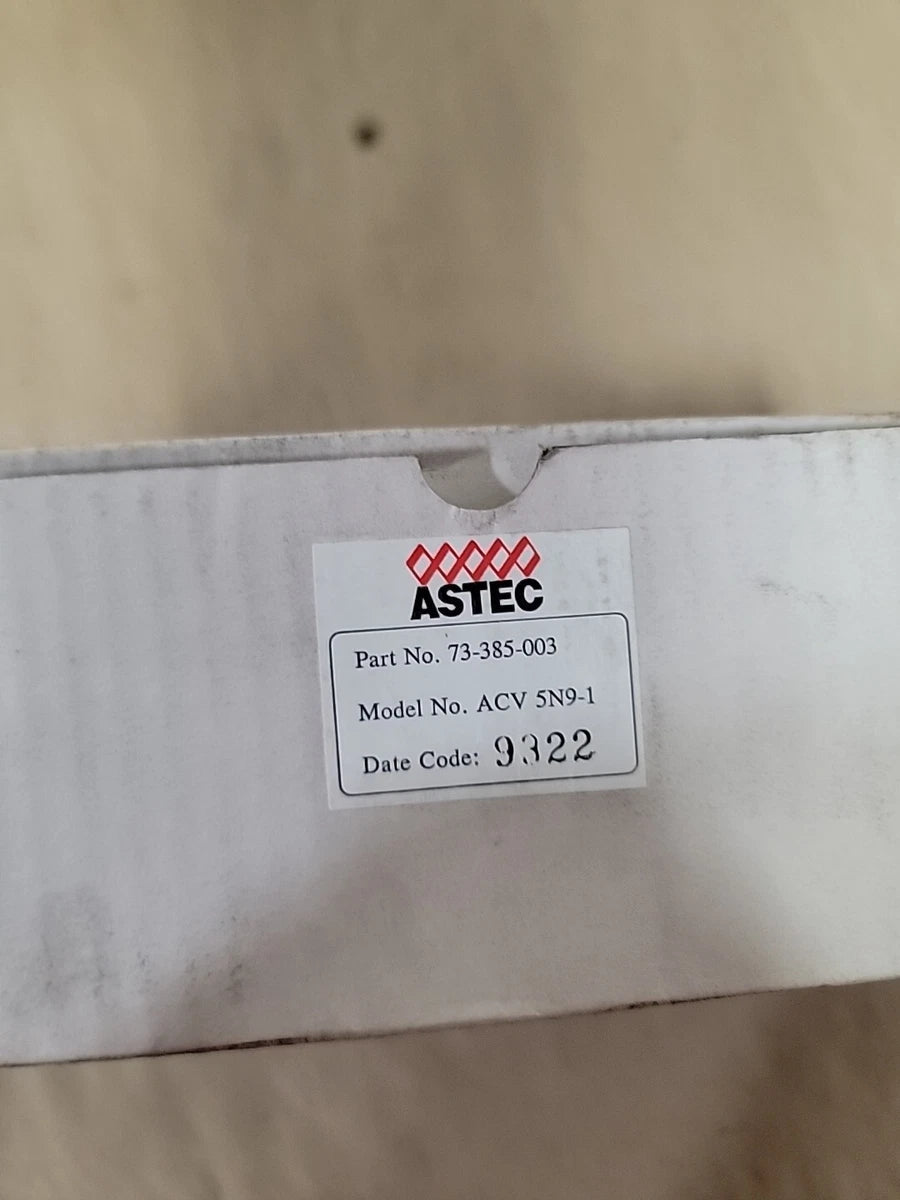 ASTEC
Part No. 73-385-003
Model No. ACV 5N9-1
Date Code: 9322